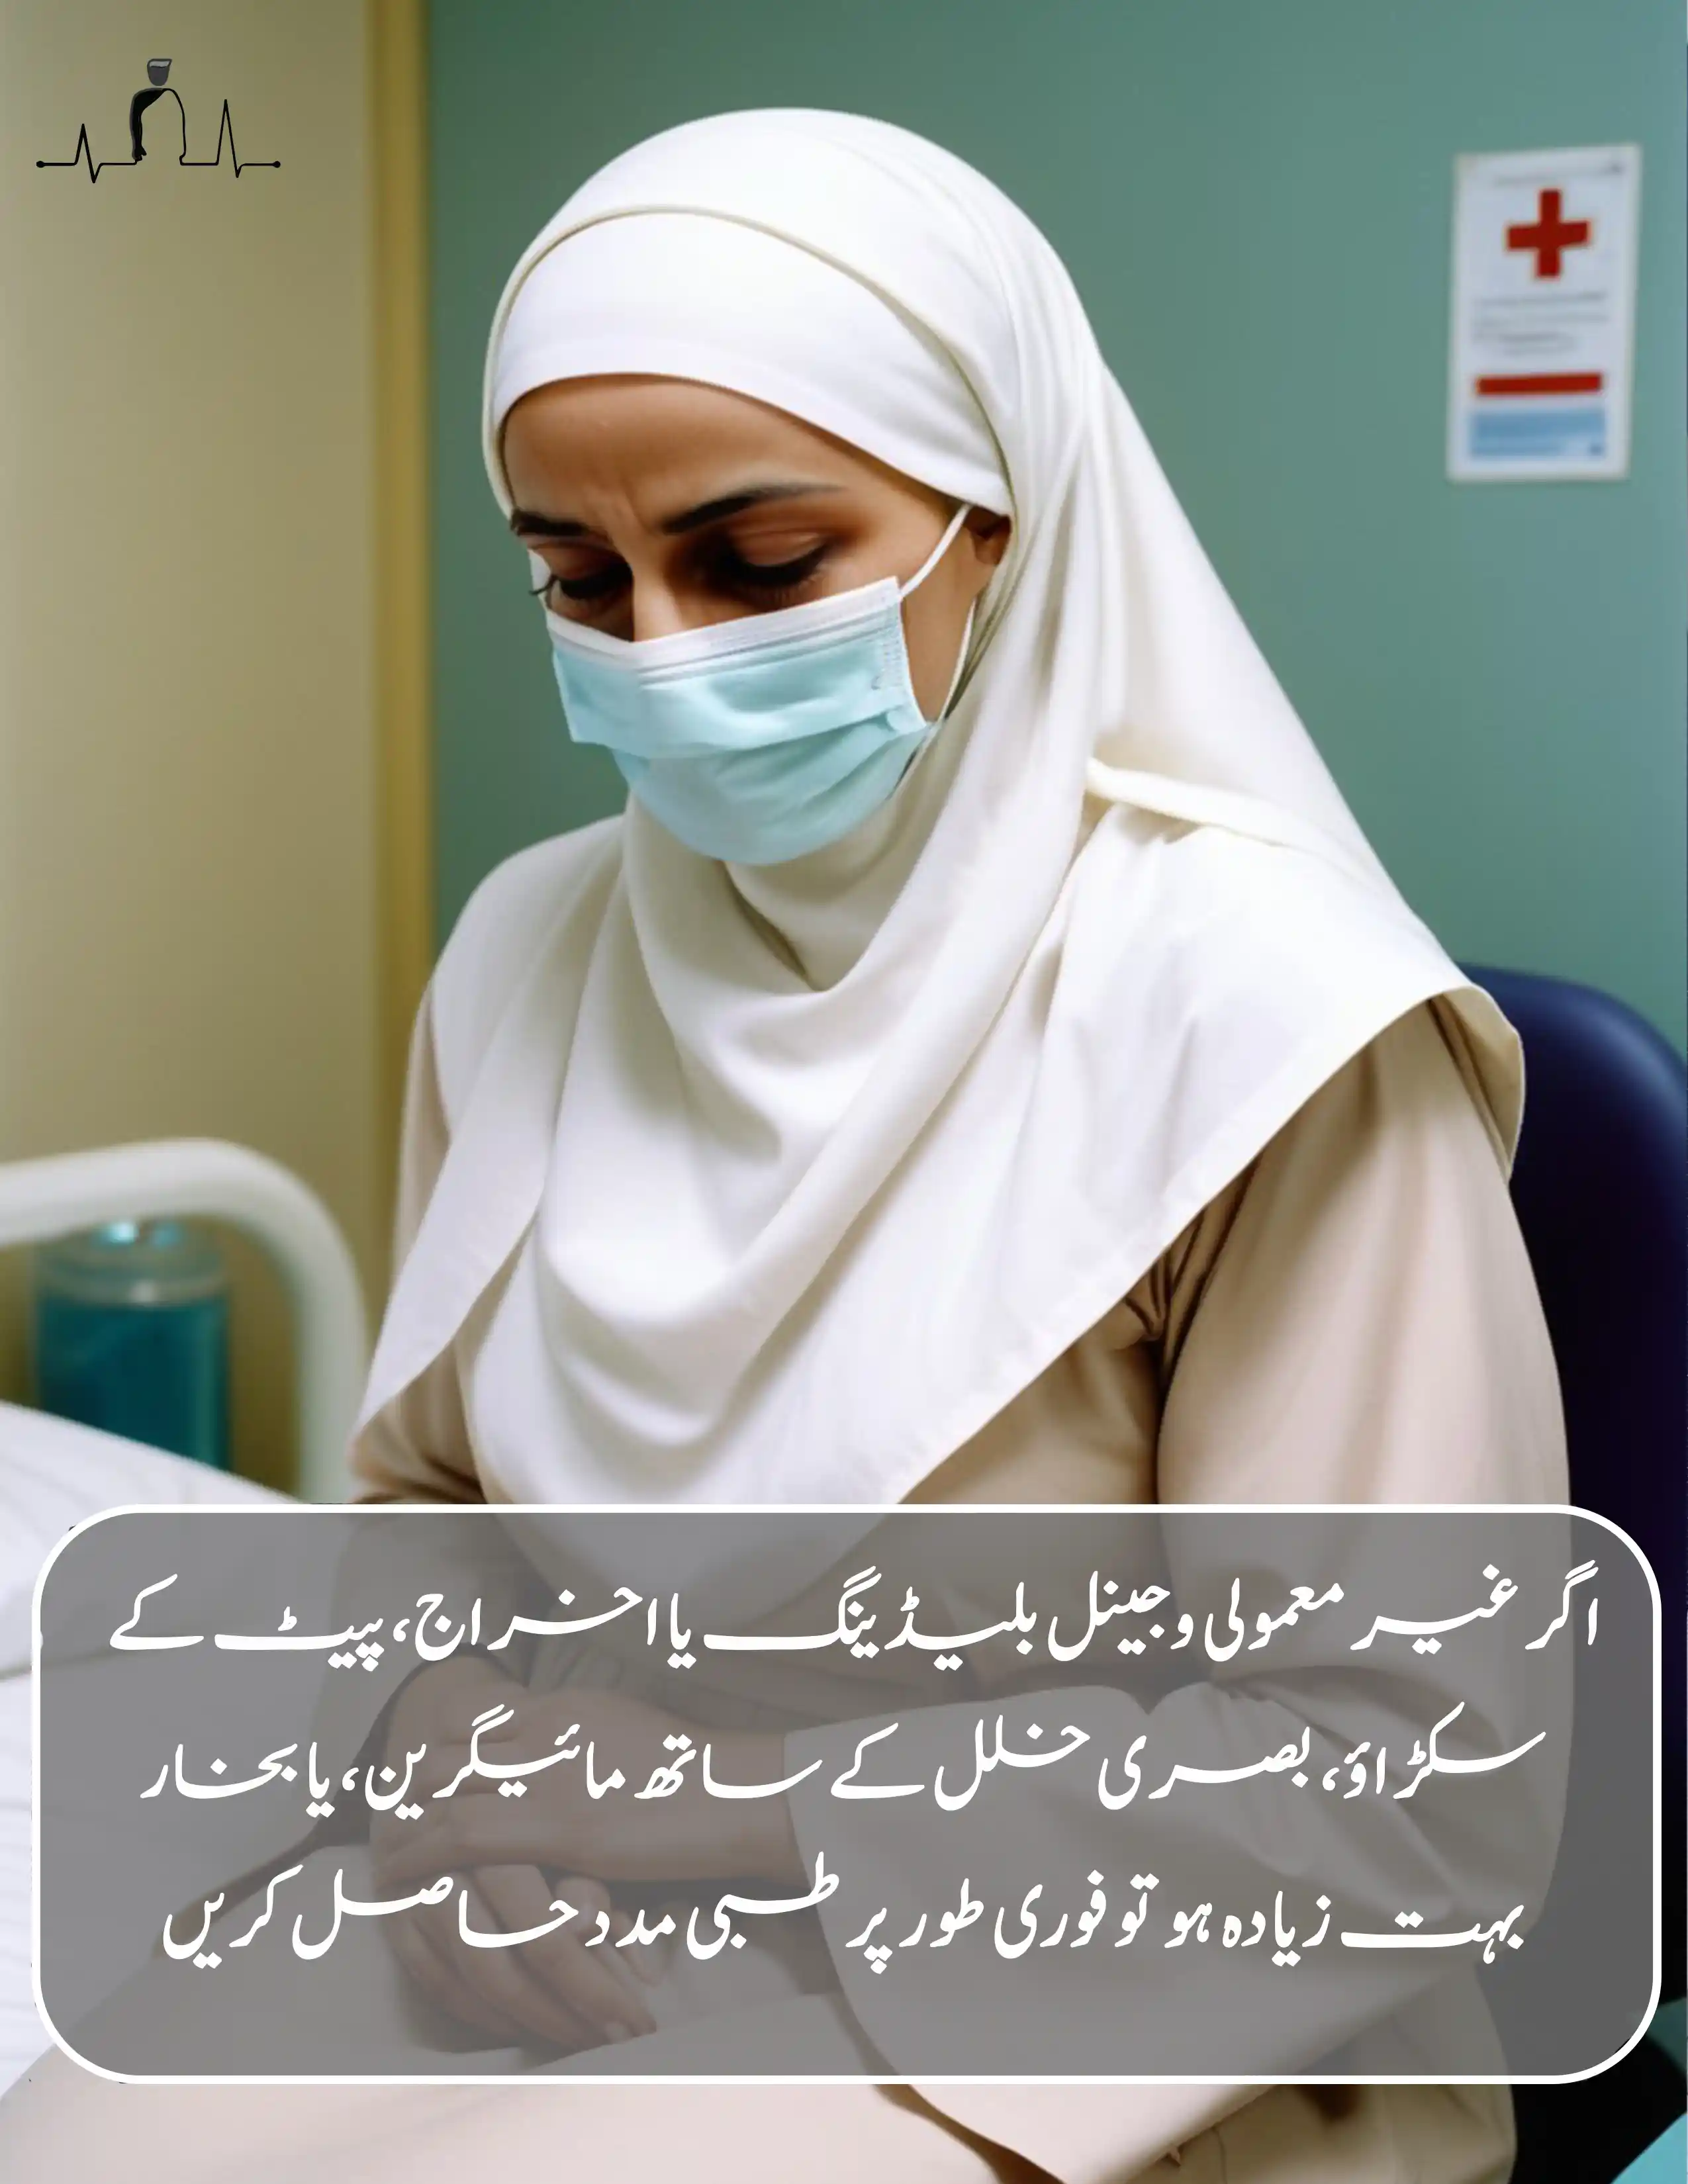 اگر غیر معمولی وجینل بلیڈینگ یا اخراج، پیٹ کے
سکڑاؤ، بصری خلل کے ساتھ مائیگرین، یا بخار
بہت زیادہ ہو تو فوری طور پر طبی مدد حاصل کریں